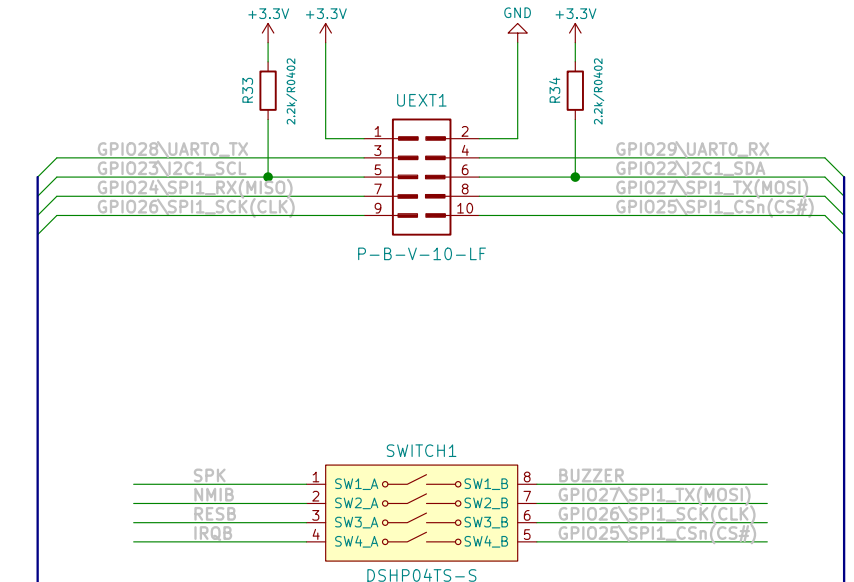 +3.3V +3.3V GND +3.3V
R33 2.2k/R0402 R34 2.2k/R0402
UEXT1
1 2
GPIO28\UART0_TX 3 4 GPIO29\UART0_RX
GPIO23\I2C1_SCL 5 6 GPIO22\I2C1_SDA
GPIO24\SPI1_RX(MISO) 7 8 GPIO27\SPI1_TX(MOSI)
GPIO26\SPI1_SCK(CLK) 9 10 GPIO25\SPI1_CSn(CS#)
P-B-V-10-LF
SWITCH1
SPK 1 SW1_A SW1_B 8 BUZZER
NMIB 2 SW2_A SW2_B 7 GPIO27\SPI1_TX(MOSI)
RESB 3 SW3_A SW3_B 6 GPIO26\SPI1_SCK(CLK)
IRQB 4 SW4_A SW4_B 5 GPIO25\SPI1_CSn(CS#)
DSHP04TS-S